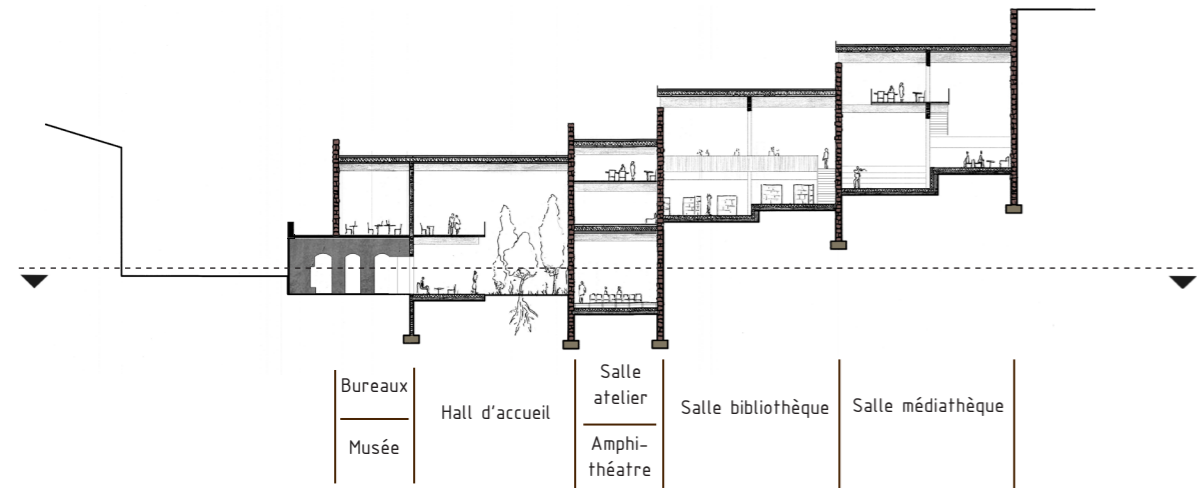 Bureaux
Musée
Hall d'accueil
Salle
atelier
Amphi-
théatre
Salle bibliothèque
Salle médiathèque